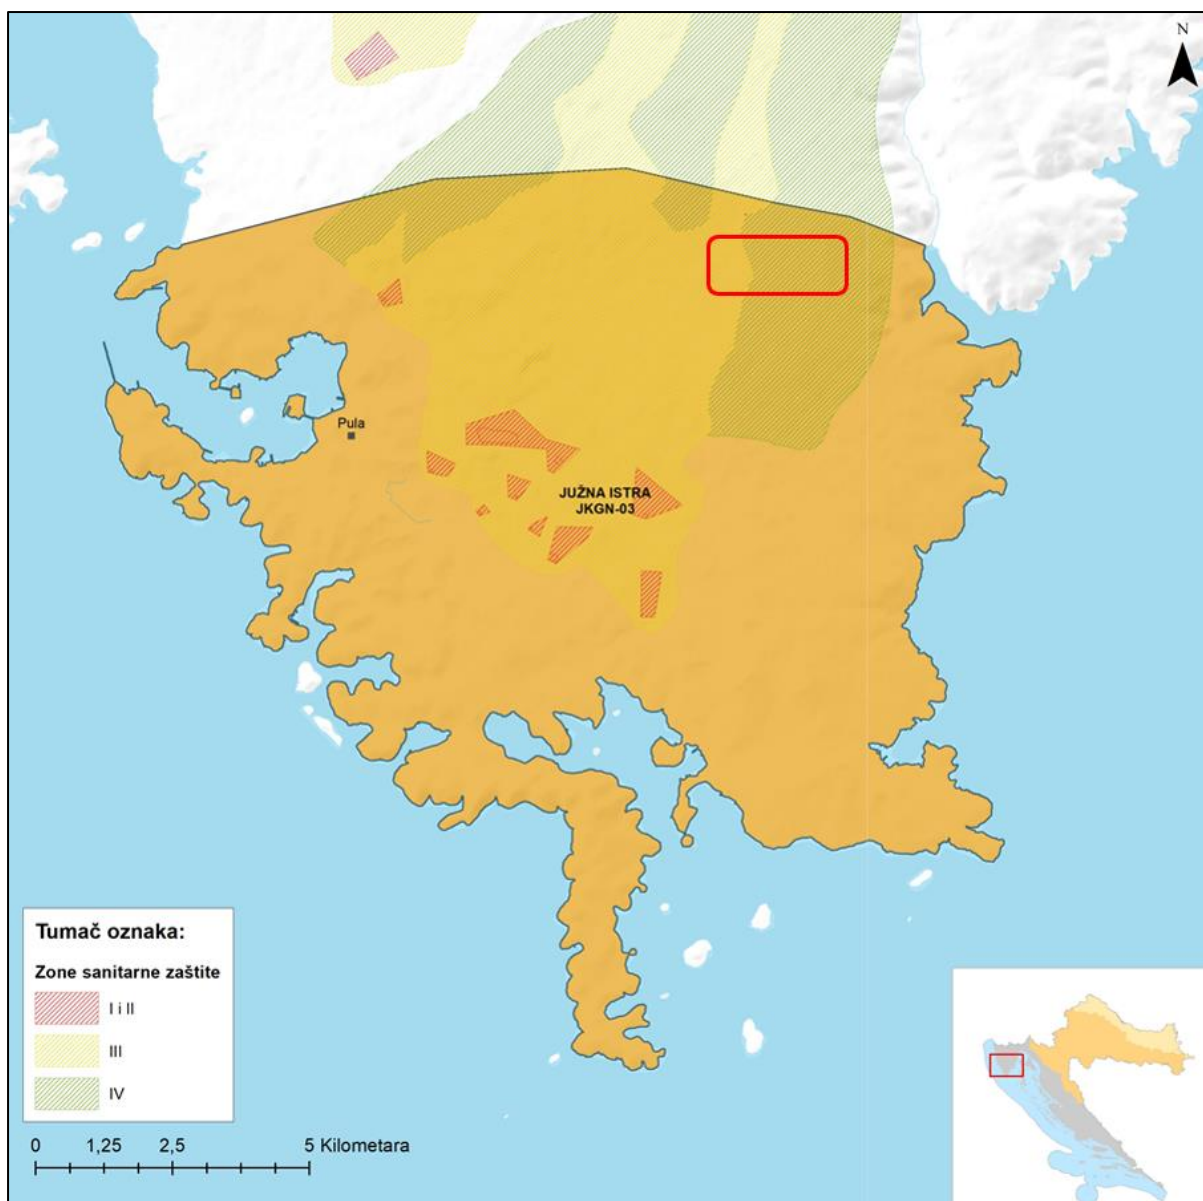 N
Pula
JUŽNA ISTRA
JKGN-03
Tumač oznaka:
Zone sanitarne zaštite
I i II
III
IV
0 1,25 2,5 5 Kilometara